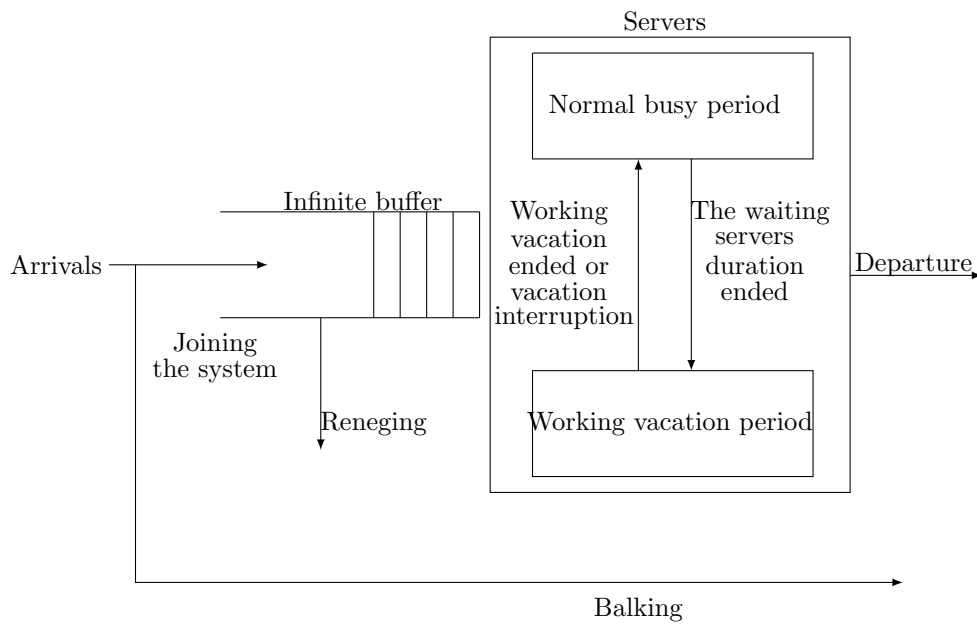 Servers
Normal busy period
Infinite buffer
Working
vacation
ended or
vacation
interruption
The waiting
servers
duration
ended
Arrivals
Departure
Joining
the system
Reneging
Working vacation period
Balking